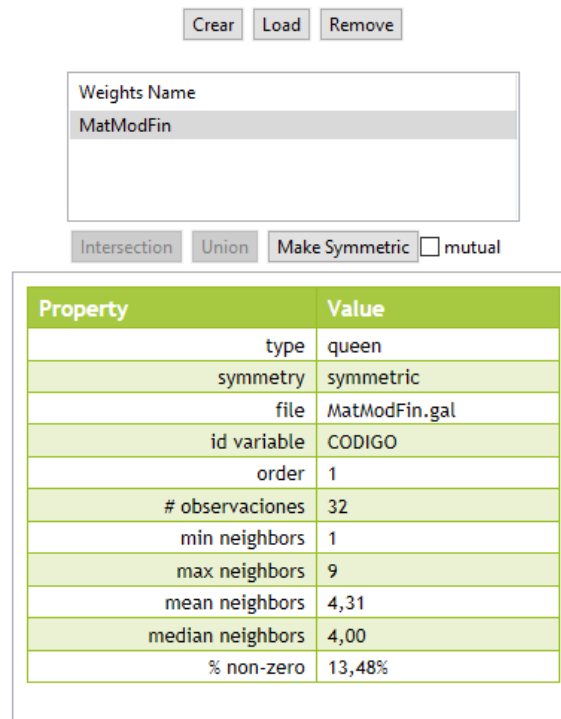 Crear Load Remove
Weights Name
MatModFin
Intersection Union Make Symmetric mutual
Property Value
type queen
symmetry symmetric
file MatModFin.gal
id variable CODIGO
order 1
# observaciones 32
min neighbors 1
max neighbors 9
mean neighbors 4,31
median neighbors 4,00
% non-zero 13,48%